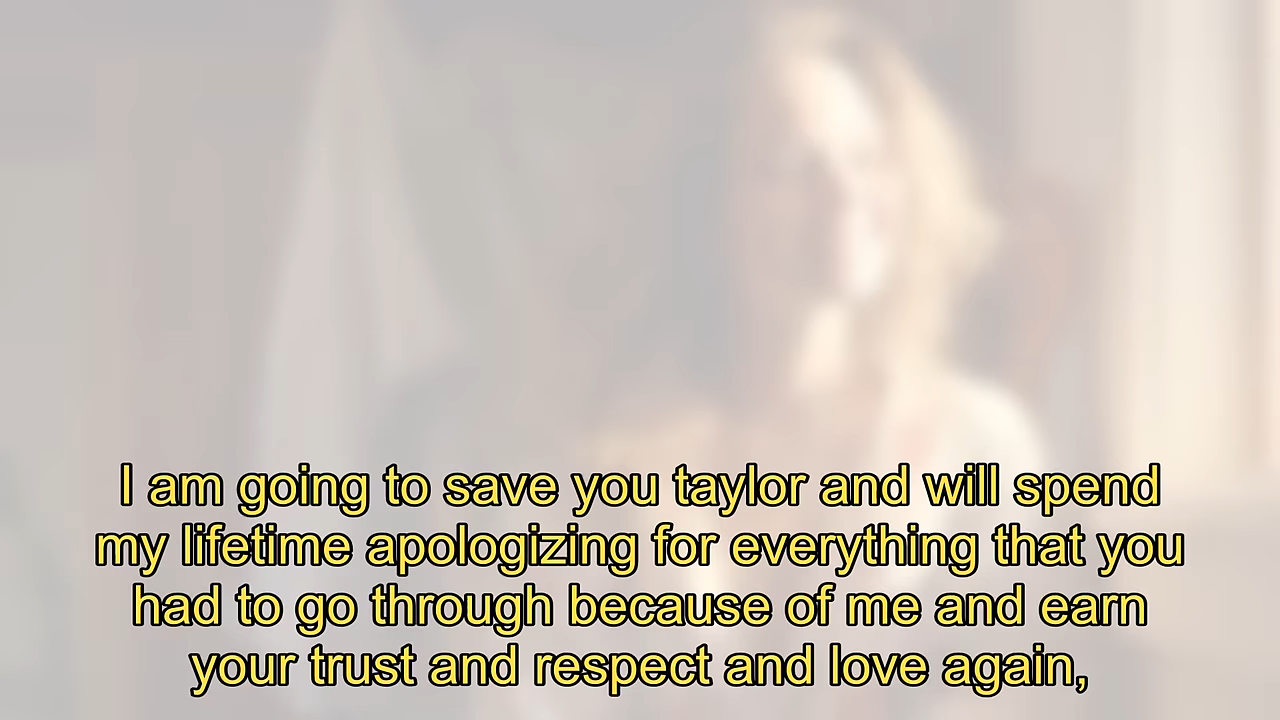 I am going to save you taylor and will spend
my lifetime apologizing for everything that you
had to go through because of me and earn
your trust and respect and love again,